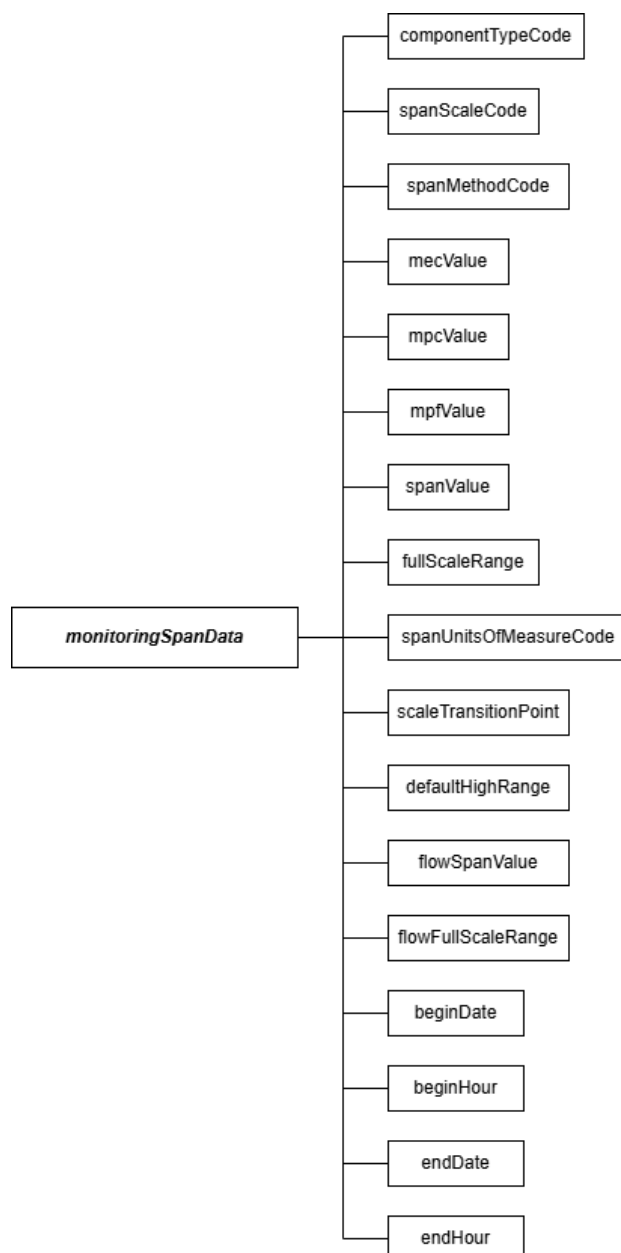 componentTypeCode
spanScaleCode
spanMethodCode
mecValue
mpcValue
mpfValue
spanValue
fullScaleRange
monitoringSpanData
spanUnitsOfMeasureCode
scaleTransitionPoint
defaultHighRange
flowSpanValue
flowFullScaleRange
beginDate
beginHour
endDate
endHour